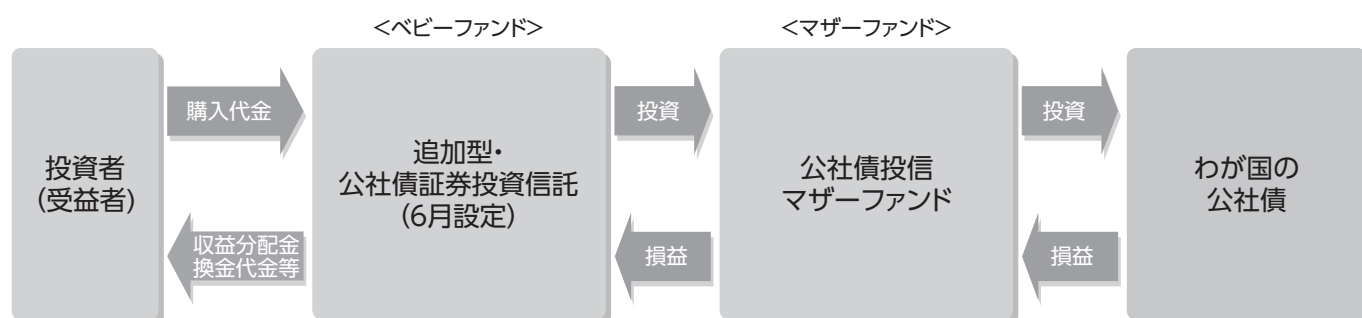 <ベビーファンド>
<マザーファンド>
投資者
(受益者)
購入代金
収益分配金
換金代金等
追加型・
公社債証券投資信託
(6月設定)
投資
損益
公社債投信
マザーファンド
投資
損益
わが国の
公社債